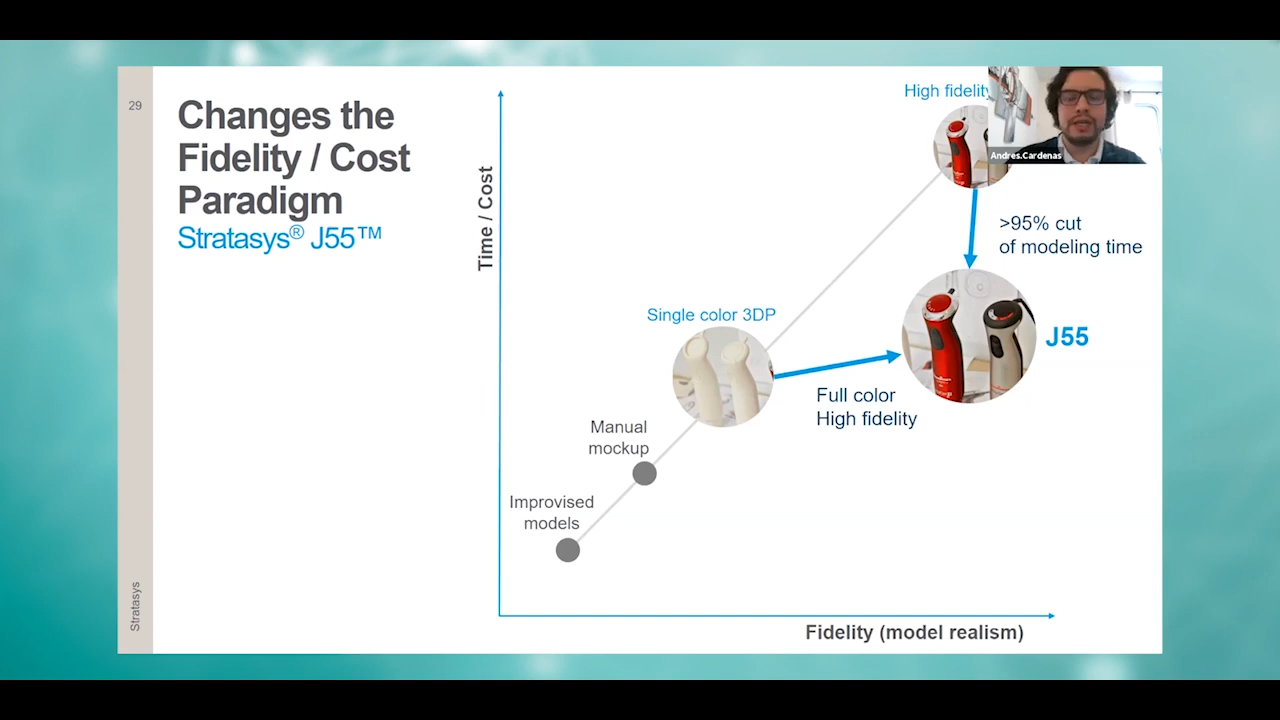 29
Changes the
Fidelity / Cost
Paradigm
Stratasys® J55™
Time / Cost
High fidelity
Andres.Cardenas
>95% cut
of modeling time
Single color 3DP
J55
Full color
High fidelity
Manual
mockup
Improvised
models
Stratasys
Fidelity (model realism)